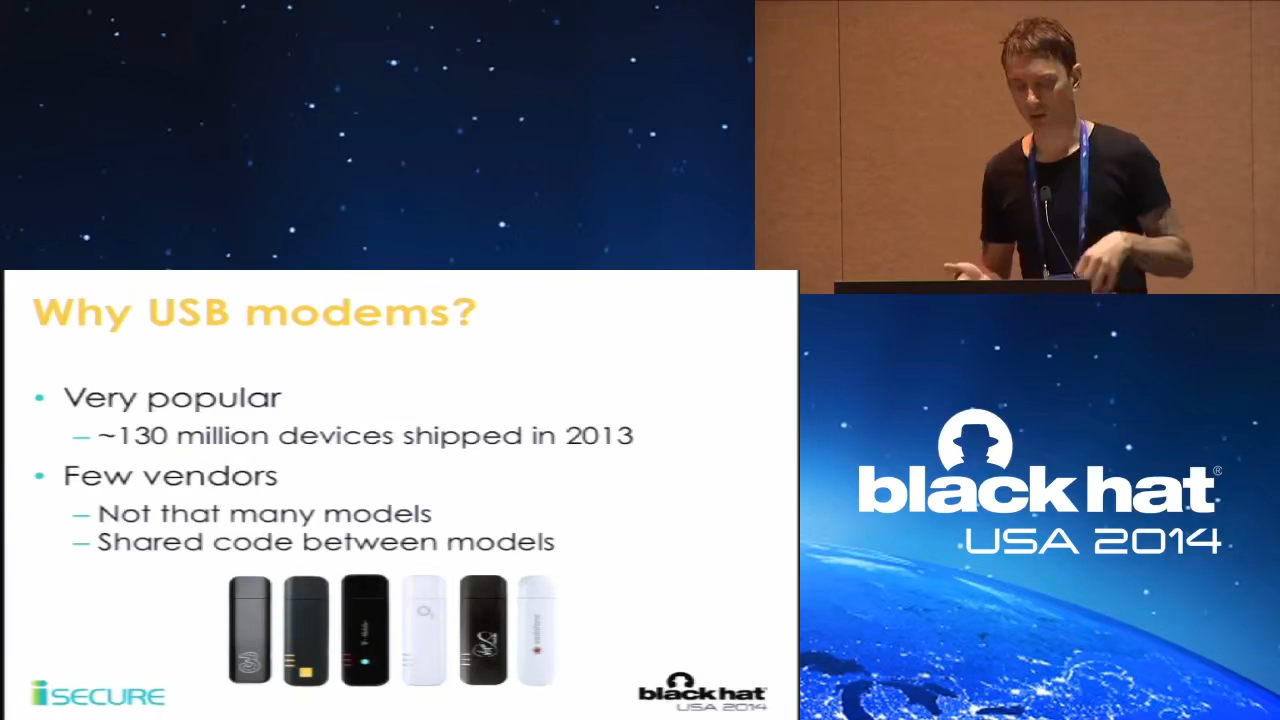 Why USB modems?
• Very popular
– ~130 million devices shipped in 2013
• Few vendors
– Not that many models
– Shared code between models
iSECURE
black hat
USA 2014
black hat®
USA 2014